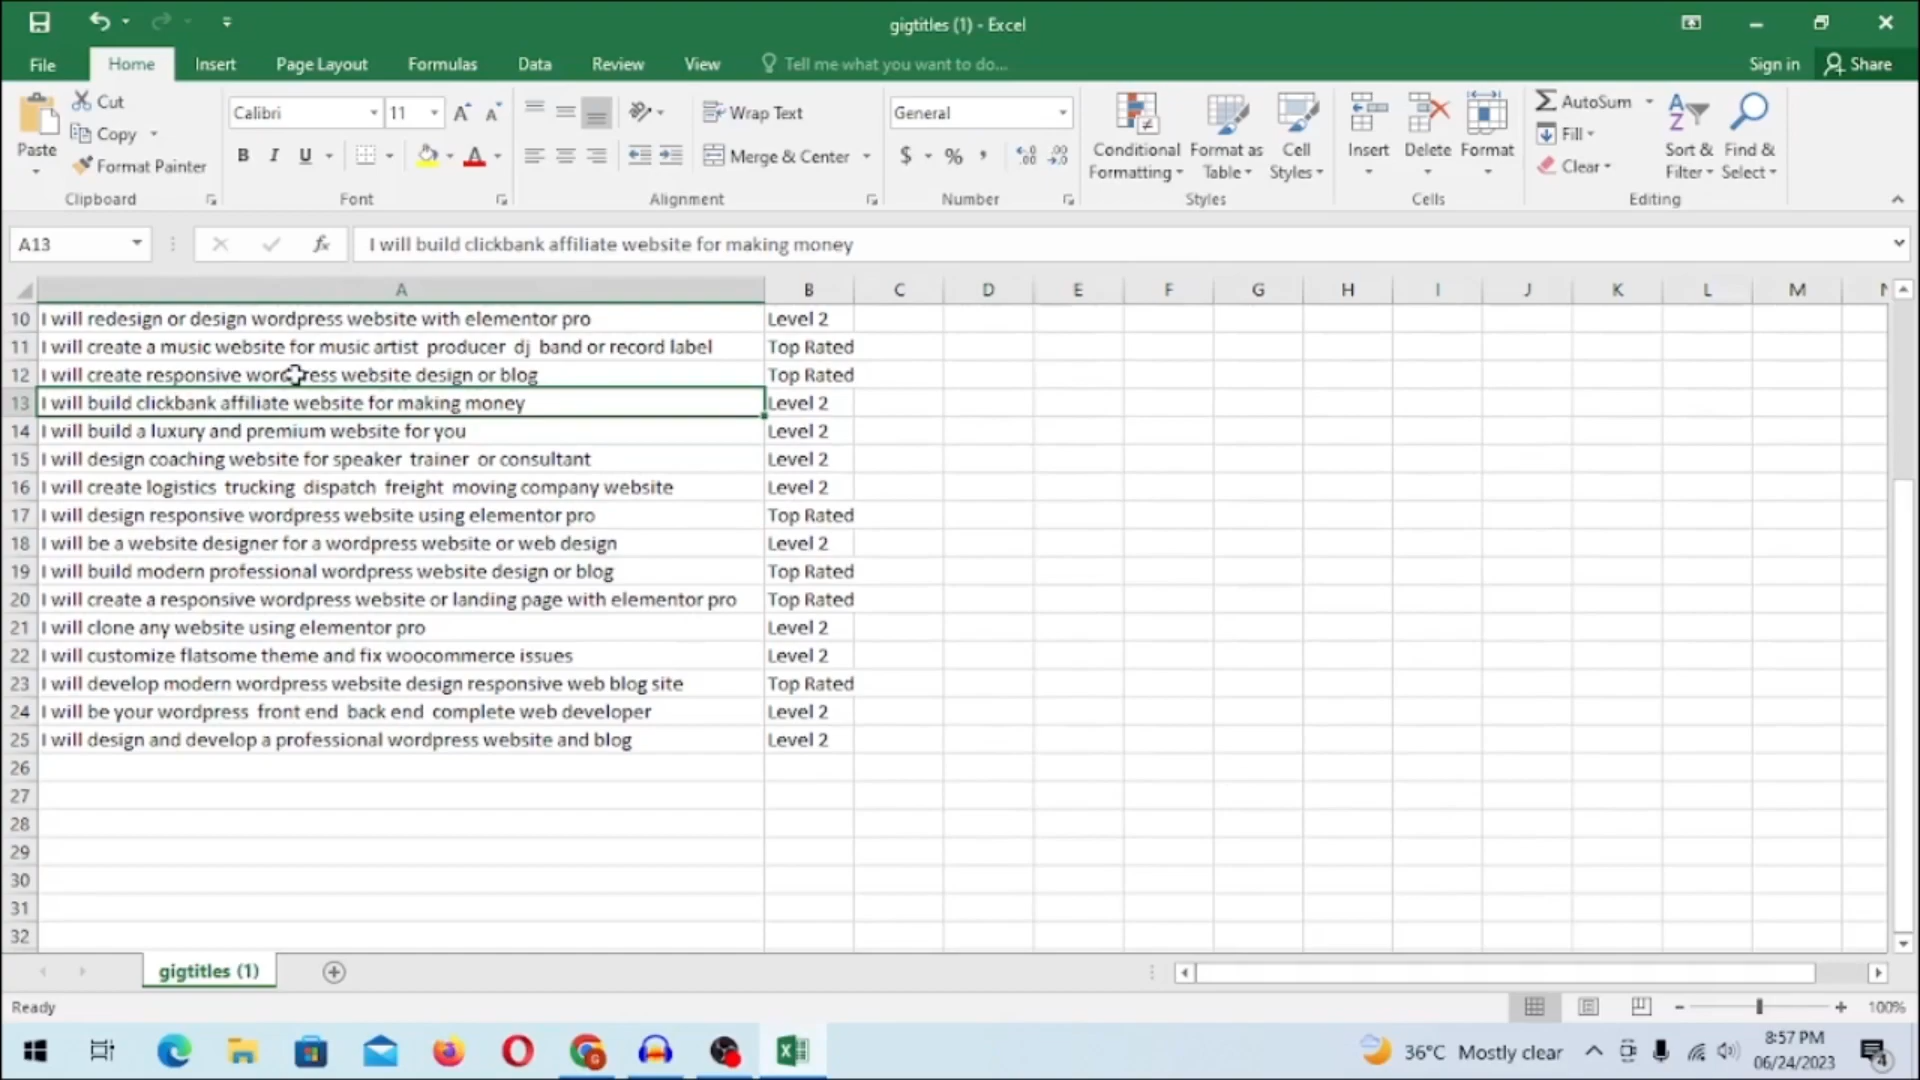 gigtitles (1) - Excel
File Home Insert Page Layout Formulas Data Review View Tell me what you want to do... Sign in Share
Paste Cut Copy Format Painter Clipboard
Calibri 11 B I U A Font
Wrap Text Merge & Center Alignment
General $ % , Number
Conditional Formatting Format as Table Cell Styles Styles
Insert Delete Format Cells
AutoSum Fill Clear Sort & Filter Find & Select Editing
A13 fx I will build clickbank affiliate website for making money
A B C D E F G H I J K L M
10 I will redesign or design wordpress website with elementor pro Level 2
11 I will create a music website for music artist producer dj band or record label Top Rated
12 I will create responsive wordpress website design or blog Top Rated
13 I will build clickbank affiliate website for making money Level 2
14 I will build a luxury and premium website for you Level 2
15 I will design coaching website for speaker trainer or consultant Level 2
16 I will create logistics trucking dispatch freight moving company website Level 2
17 I will design responsive wordpress website using elementor pro Top Rated
18 I will be a website designer for a wordpress website or web design Level 2
19 I will build modern professional wordpress website design or blog Top Rated
20 I will create a responsive wordpress website or landing page with elementor pro Top Rated
21 I will clone any website using elementor pro Level 2
22 I will customize flatsome theme and fix woocommerce issues Level 2
23 I will develop modern wordpress website design responsive web blog site Top Rated
24 I will be your wordpress front end back end complete web developer Level 2
25 I will design and develop a professional wordpress website and blog Level 2
26
27
28
29
30
31
32
gigtitles (1)
Ready 100%
36°C Mostly clear 8:57 PM
06/24/2023 4